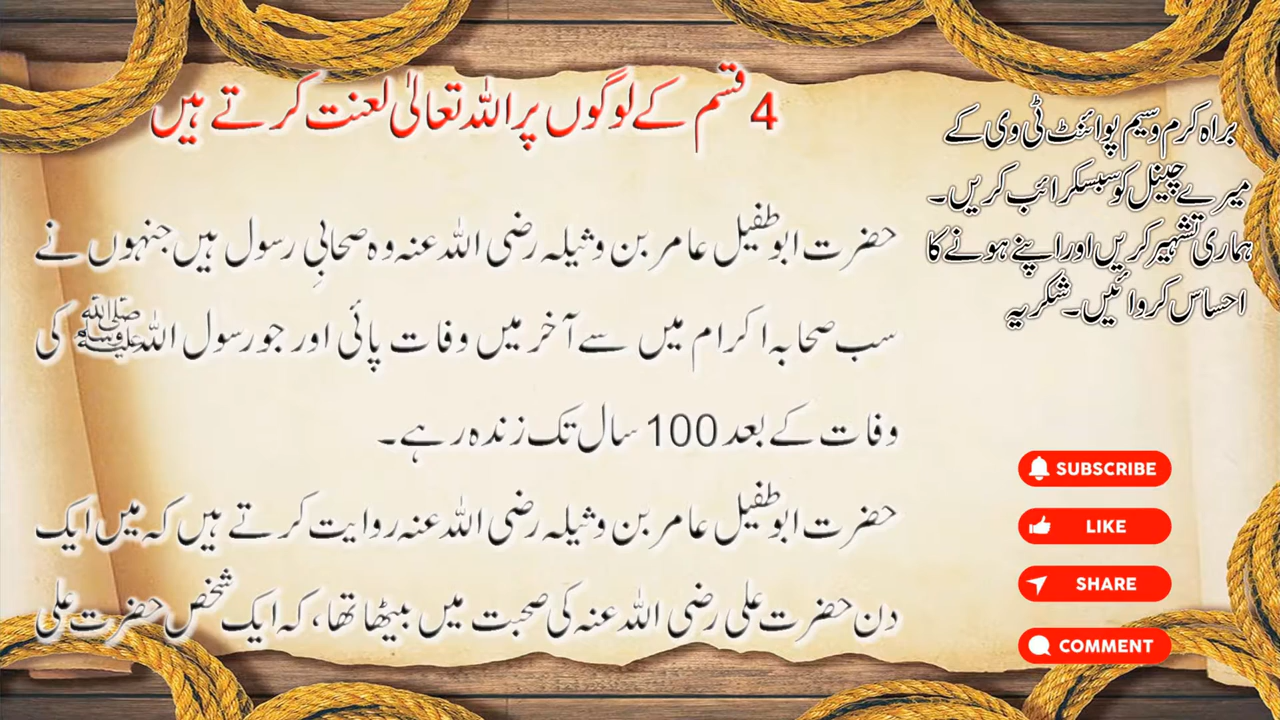 4 قسم کے لوگوں پر اللہ تعالیٰ لعنت کرتے ہیں
حضرت ابو طفیل عامر بن وثیلہ رضی اللہ عنہ وہ صحابیِ رسول ہیں جنہوں نے
سب صحابہ اکرام میں سے آخر میں وفات پائی اور جو رسول اللہ ﷺ کی
وفات کے بعد 100 سال تک زندہ رہے۔
حضرت ابو طفیل عامر بن وثیلہ رضی اللہ عنہ روایت کرتے ہیں کہ میں ایک
دن حضرت علی رضی اللہ عنہ کی صحبت میں بیٹھا تھا، کہ ایک شخص حضرت علی
براہ کرم وسیم پوائنٹ ٹی وی کے
میرے چینل کو سبسکرائب کریں۔
ہماری تشہیر کریں اور اپنے ہونے کا
احساس کروائیں۔ شکریہ
SUBSCRIBE
LIKE
SHARE
COMMENT